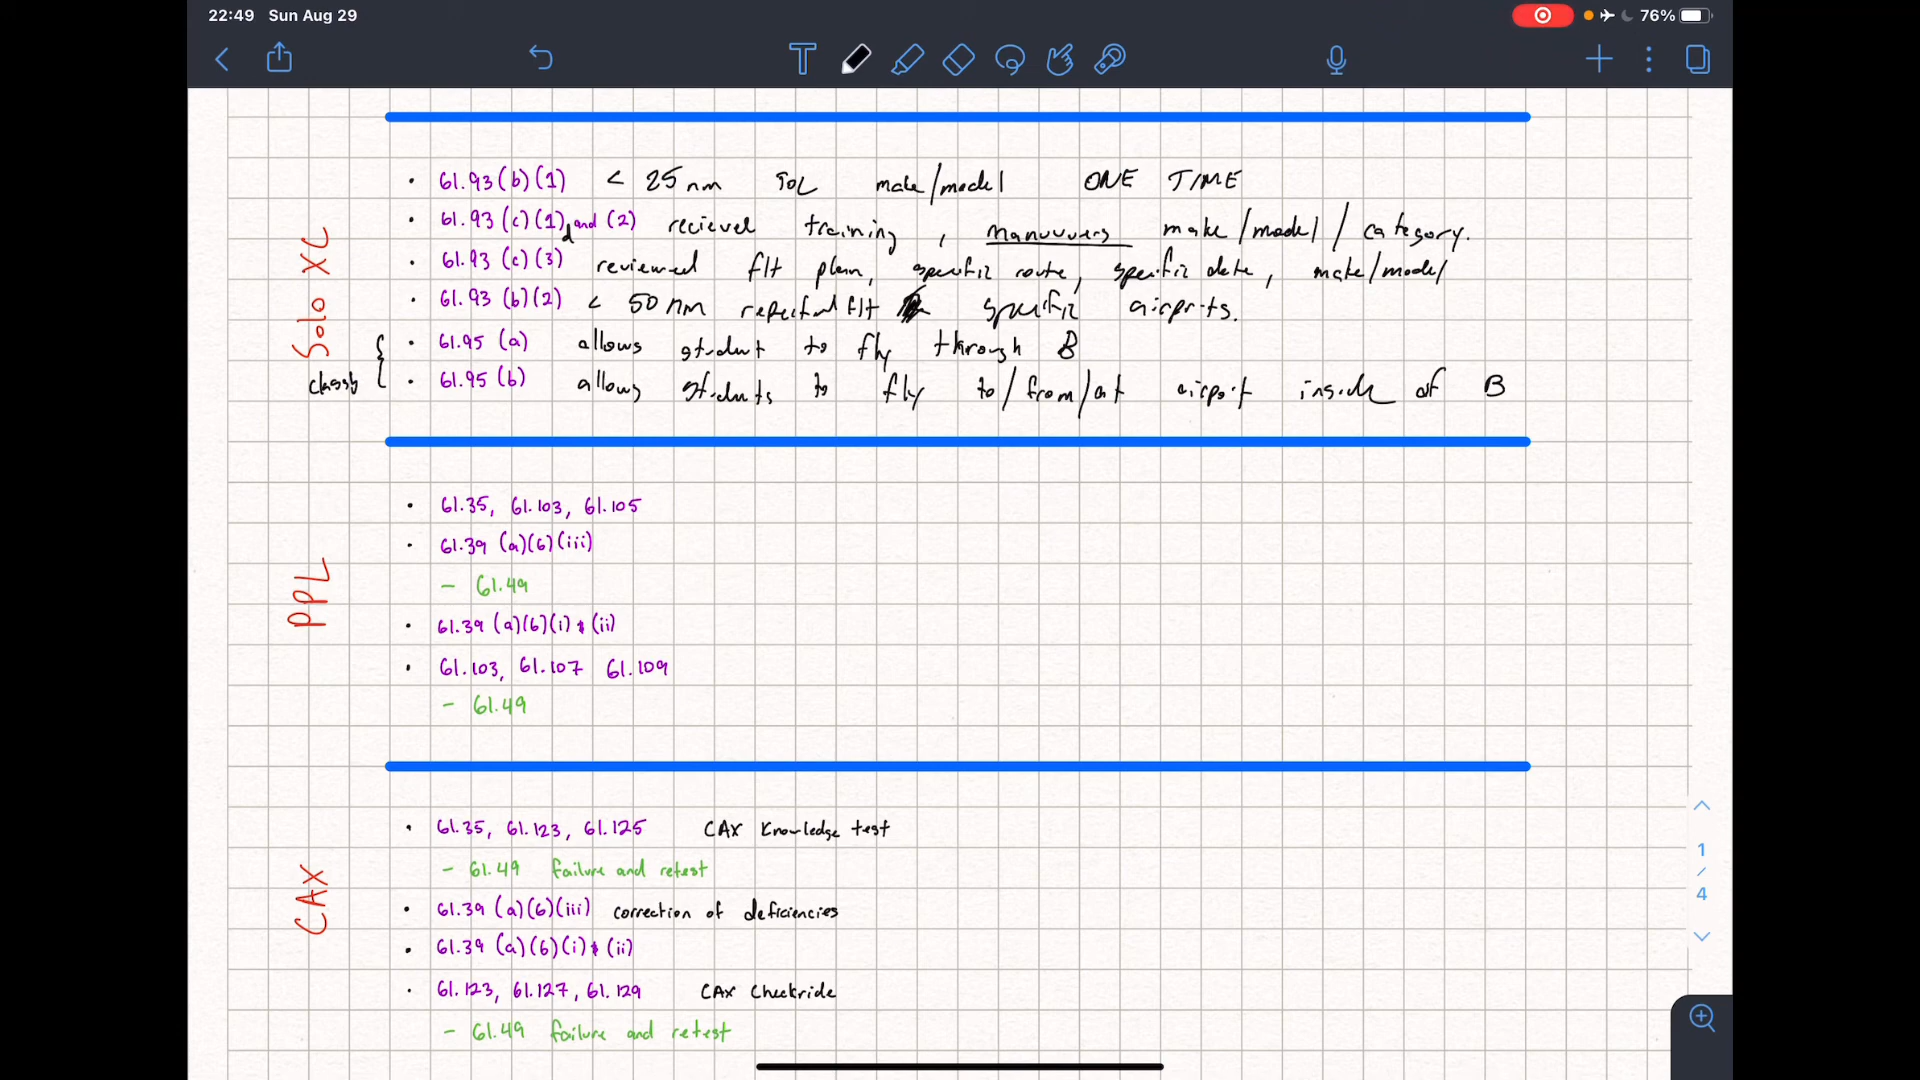 22:49 Sun Aug 29 76%
61.93 (b) (1) < 25 nm ToL make/model ONE TIME
61.93 (c) (1) and (2) recievel training, manuvuers make/model/category.
61.93 (c) (3) reviewed flt plan, specific route, specific date, make/model
61.93 (b) (2) < 50 nm flt specific airprts.
61.95 (a) allows student to fly through B
61.95 (b) allows students to fly to/from/at airport inside of B
Solo XC
class b
61.35, 61.103, 61.105
61.39 (a)(6)(iii)
- 61.49
61.39 (a)(6)(i) & (ii)
61.103, 61.107 61.109
- 61.49
PPL
61.35, 61.123, 61.125 CAX Knowledge test
- 61.49 failure and retest
61.39 (a)(6)(iii) correction of deficiencies
61.39 (a)(6)(i) & (ii)
61.123, 61.127, 61.129 CAX Checkride
- 61.49 failure and retest
CAX
1
/
4